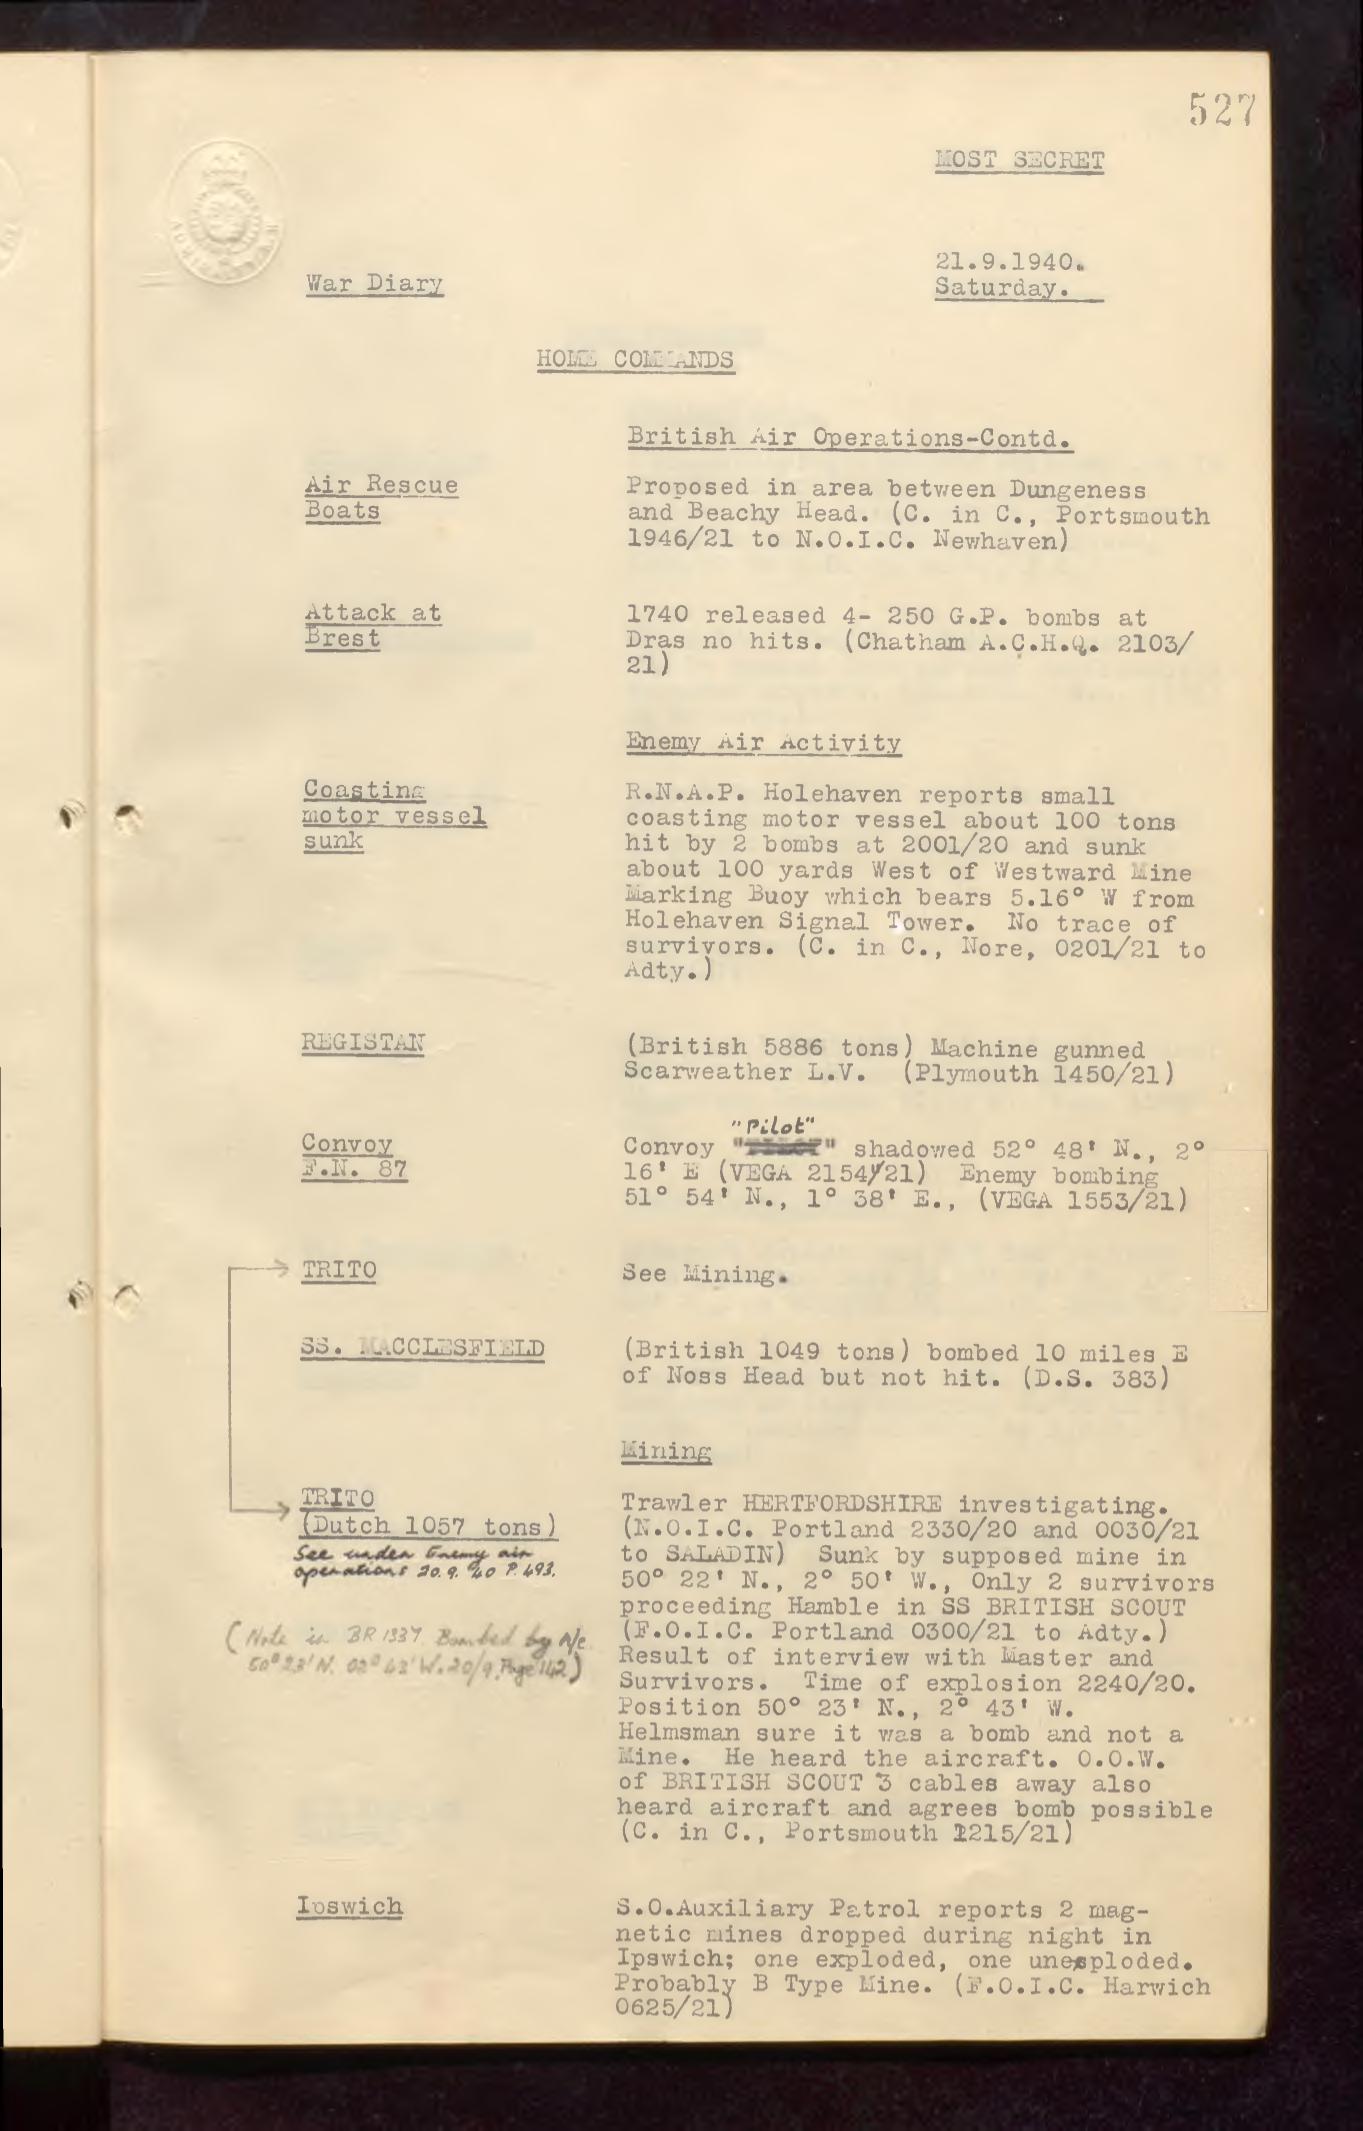 527
MOST SECRET
21.9.1940.
War Diary
Saturday.
HOME COMMANDS
British Air Operations-Contd.
Air Rescue
Boats
Proposed in area between Dungeness
and Beachy Head. (C. in C., Portsmouth
1946/21 to N.O.I.C. Newhaven)
Attack at
Brest
1740 released 4- 250 G.P. bombs at
Dras no hits. (Chatham A.C.H.Q. 2103/
21)
Enemy Air Activity
Coasting
motor vessel
sunk
R.N.A.P. Holehaven reports small
coasting motor vessel about 100 tons
hit by 2 bombs at 2001/20 and sunk
about 100 yards West of Westward Mine
Marking Buoy which bears 5.16° W from
Holehaven Signal Tower. No trace of
survivors. (C. in C., Nore, 0201/21 to
Adty.)
REGISTAN
(British 5886 tons) Machine gunned
Scarweather L.V. (Plymouth 1450/21)
Convoy
F.N. 87
"Pilot"
Convoy " " shadowed 52° 48' N., 2°
16' E (VEGA 2154/21) Enemy bombing
51° 54' N., 1° 38' E., (VEGA 1553/21)
TRITO
See Mining.
SS. MACCLESFIELD
(British 1049 tons) bombed 10 miles E
of Noss Head but not hit. (D.S. 383)
Mining
TRITO
(Dutch 1057 tons)
See under Enemy air
operations 20.9.40 P.493.
(Note in BR 1337. Bombed by A/c
50° 23' N. 02° 43' W. 20/9. Page 142)
Trawler HERTFORDSHIRE investigating.
(N.O.I.C. Portland 2330/20 and 0030/21
to SALADIN) Sunk by supposed mine in
50° 22' N., 2° 50' W., Only 2 survivors
proceeding Hamble in SS BRITISH SCOUT
(F.O.I.C. Portland 0300/21 to Adty.)
Result of interview with Master and
Survivors. Time of explosion 2240/20.
Position 50° 23' N., 2° 43' W.
Helmsman sure it was a bomb and not a
Mine. He heard the aircraft. O.O.W.
of BRITISH SCOUT 3 cables away also
heard aircraft and agrees bomb possible
(C. in C., Portsmouth 1215/21)
Ipswich
S.O.Auxiliary Patrol reports 2 mag-
netic mines dropped during night in
Ipswich; one exploded, one unexploded.
Probably B Type Mine. (F.O.I.C. Harwich
0625/21)